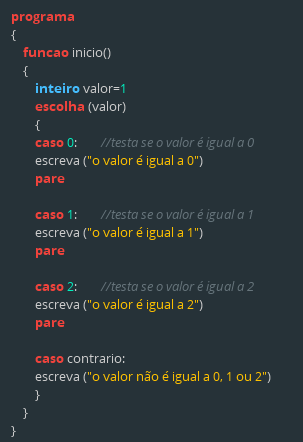 programa
{
funcao inicio()
{
inteiro valor=1
escolha (valor)
{
caso 0: //testa se o valor é igual a 0
escreva ("o valor é igual a 0")
pare
caso 1: //testa se o valor é igual a 1
escreva ("o valor é igual a 1")
pare
caso 2: //testa se o valor é igual a 2
escreva ("o valor é igual a 2")
pare
caso contrario:
escreva ("o valor não é igual a 0, 1 ou 2")
}
}
}